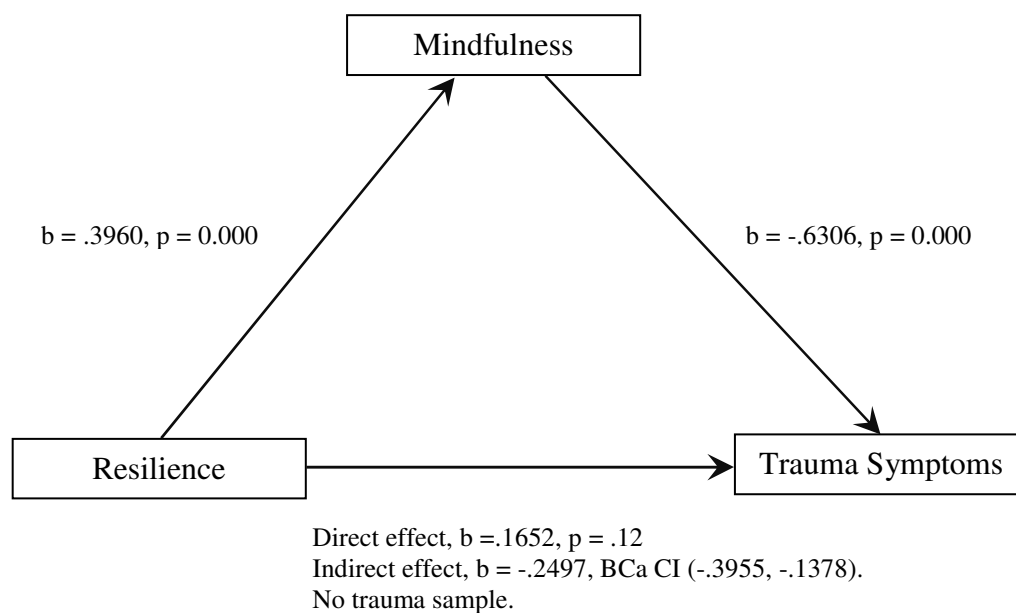 Mindfulness
b = .3960, p = 0.000
b = -.6306, p = 0.000
Resilience
Trauma Symptoms
Direct effect, b =.1652, p = .12
Indirect effect, b = -.2497, BCa CI (-.3955, -.1378).
No trauma sample.